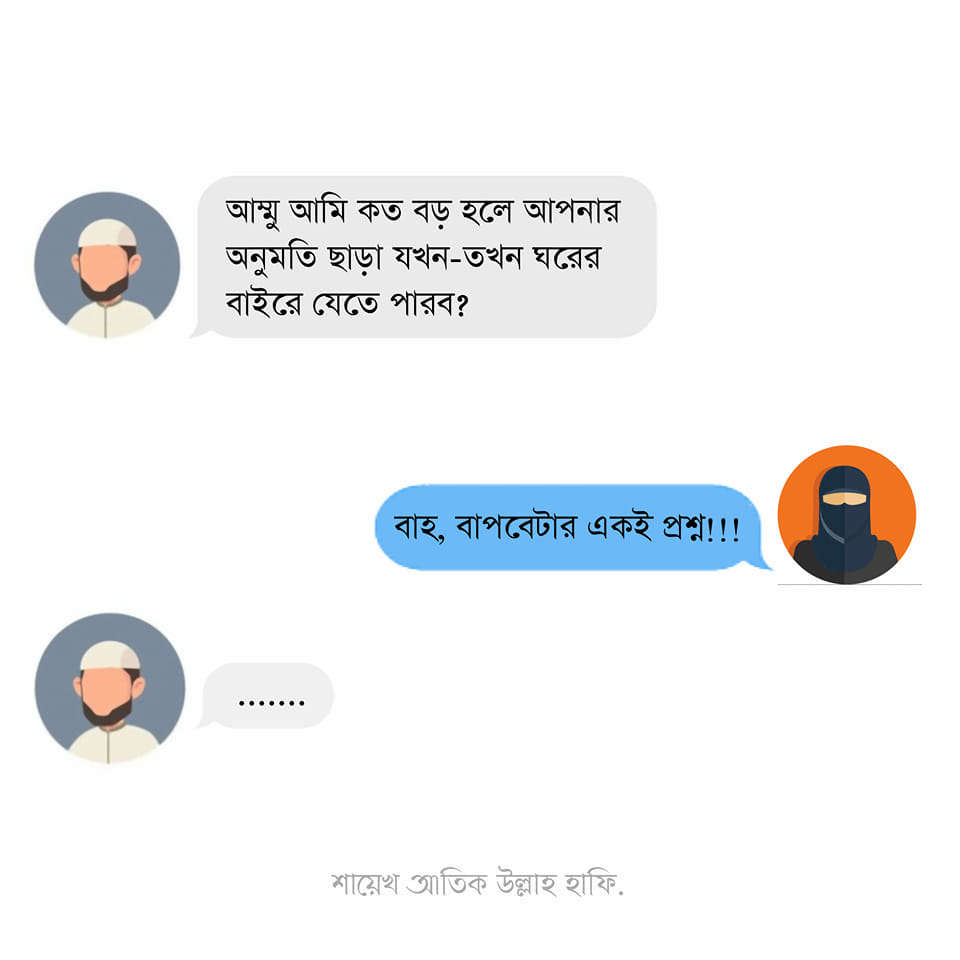 আম্মু আমি কত বড় হলে আপনার
অনুমতি ছাড়া যখন-তখন ঘরের
বাইরে যেতে পারব?
বাহ, বাপবেটার একই প্রশ্ন!!!
.......
শায়েখ আতিক উল্লাহ হাফি.